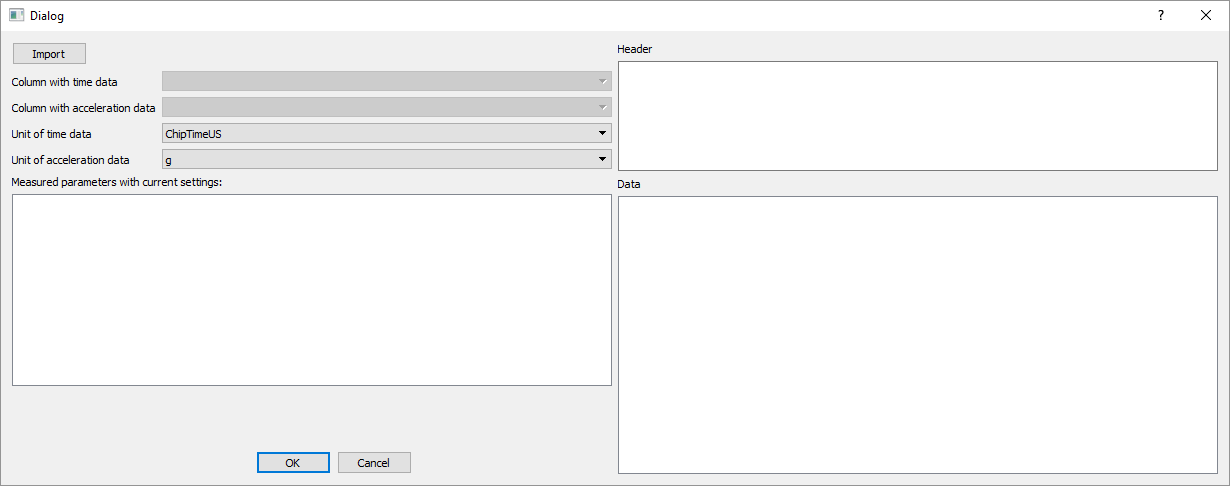 Dialog
?
Import
Column with time data
Column with acceleration data
Unit of time data
ChipTimeUS
Unit of acceleration data
g
Measured parameters with current settings:
OK
Cancel
Header
Data